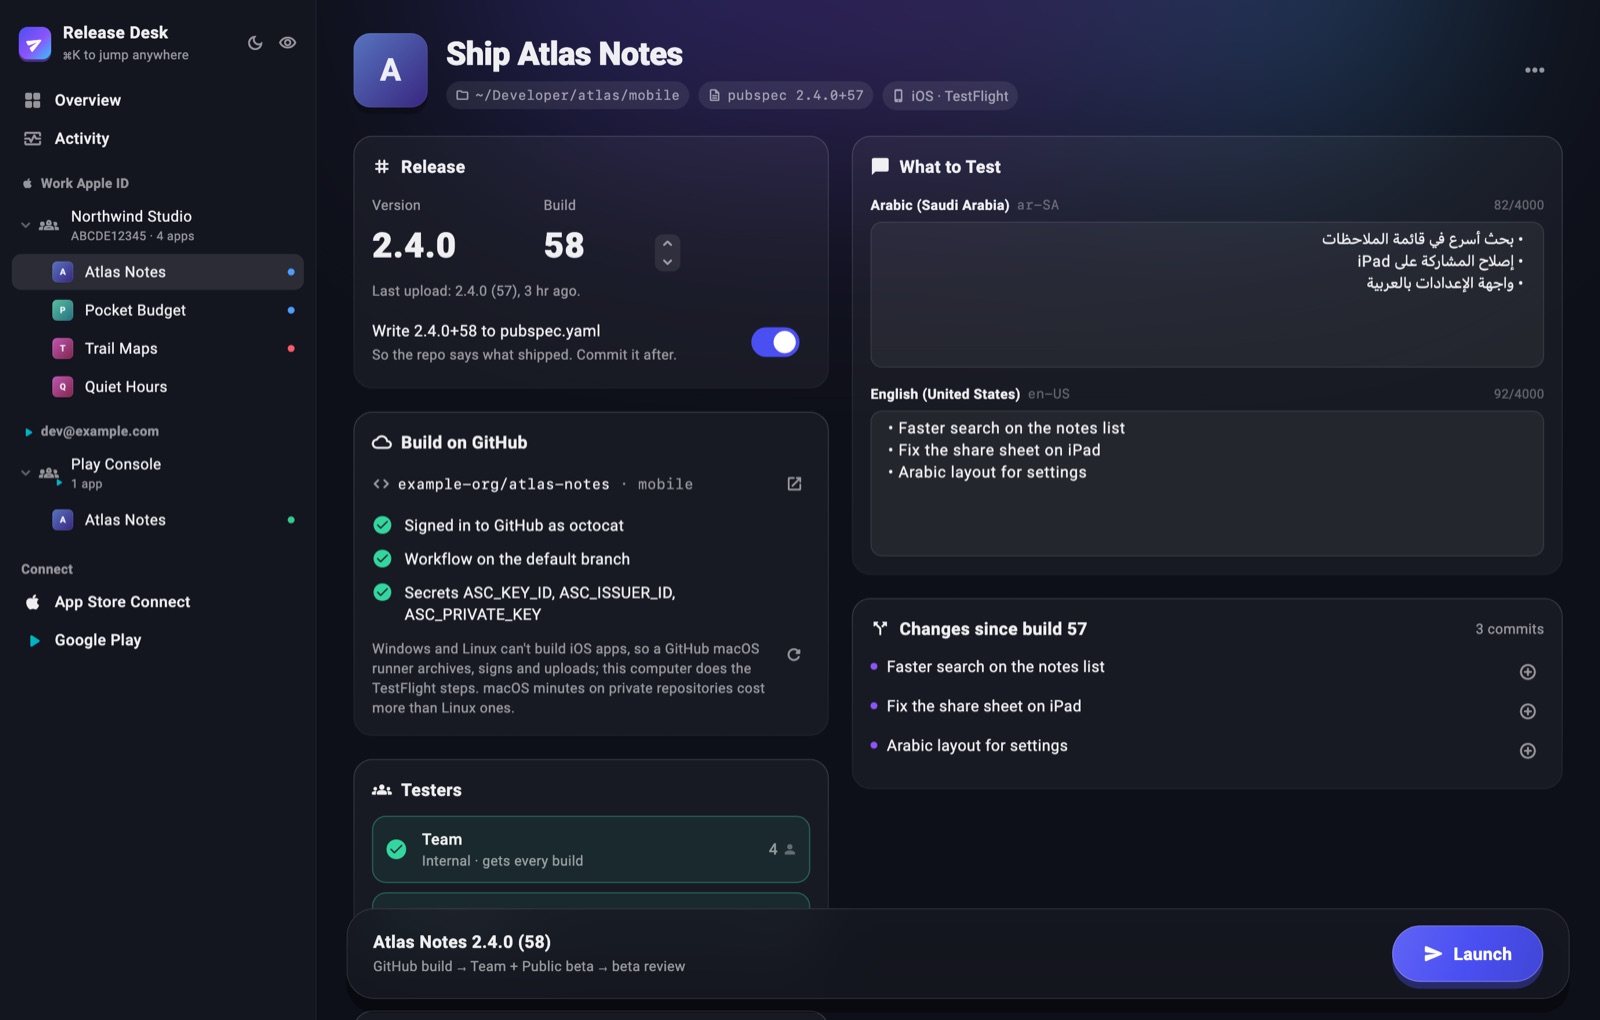 Release Desk
⌘K to jump anywhere
Overview
Activity
Work Apple ID
Northwind Studio
ABCDE12345 · 4 apps
A Atlas Notes
P Pocket Budget
T Trail Maps
Q Quiet Hours
dev@example.com
Play Console
1 app
A Atlas Notes
Connect
App Store Connect
Google Play
A
Ship Atlas Notes
~/Developer/atlas/mobile
pubspec 2.4.0+57
iOS · TestFlight
Release
Version
Build
2.4.0
58
Last upload: 2.4.0 (57), 3 hr ago.
Write 2.4.0+58 to pubspec.yaml
So the repo says what shipped. Commit it after.
Build on GitHub
example-org/atlas-notes · mobile
Signed in to GitHub as octocat
Workflow on the default branch
Secrets ASC_KEY_ID, ASC_ISSUER_ID,
ASC_PRIVATE_KEY
Windows and Linux can't build iOS apps, so a GitHub macOS
runner archives, signs and uploads; this computer does the
TestFlight steps. macOS minutes on private repositories cost
more than Linux ones.
Testers
Team
Internal · gets every build
4
What to Test
Arabic (Saudi Arabia) ar-SA
82/4000
• بحث أسرع في قائمة الملاحظات
• إصلاح المشاركة على iPad
• واجهة الإعدادات بالعربية
English (United States) en-US
92/4000
• Faster search on the notes list
• Fix the share sheet on iPad
• Arabic layout for settings
Changes since build 57
3 commits
Faster search on the notes list
Fix the share sheet on iPad
Arabic layout for settings
Atlas Notes 2.4.0 (58)
GitHub build → Team + Public beta → beta review
Launch